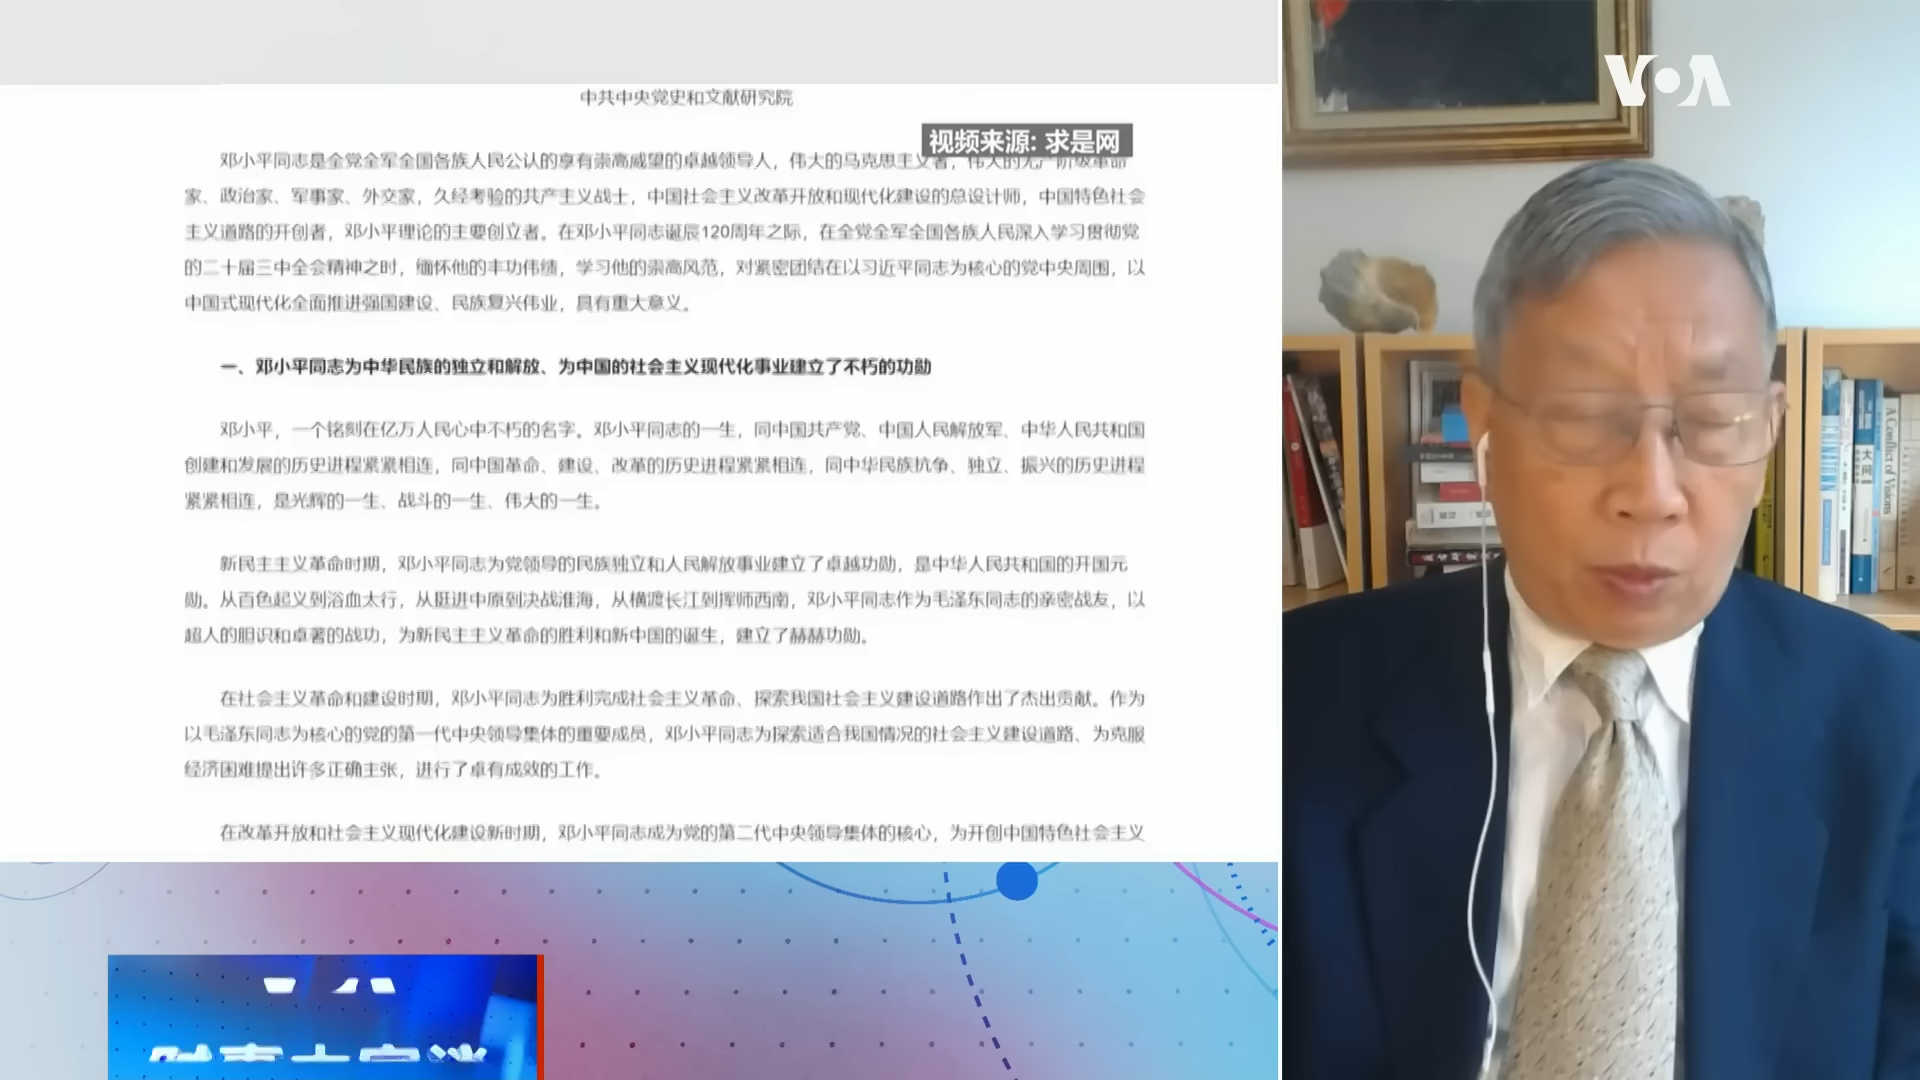 中共中央党史和文献研究院
视频来源: 求是网
VOA
邓小平同志是全党全军全国各族人民公认的享有崇高威望的卓越领导人，伟大的马克思主义者，伟大的无产阶级革命
家、政治家、军事家、外交家，久经考验的共产主义战士，中国社会主义改革开放和现代化建设的总设计师，中国特色社会
主义道路的开创者，邓小平理论的主要创立者。在邓小平同志诞辰120周年之际，在全党全军全国各族人民深入学习贯彻党
的二十届三中全会精神之时，缅怀他的丰功伟绩，学习他的崇高风范，对紧密团结在以习近平同志为核心的党中央周围，以
中国式现代化全面推进强国建设、民族复兴伟业，具有重大意义。
一、邓小平同志为中华民族的独立和解放、为中国的社会主义现代化事业建立了不朽的功勋
邓小平，一个铭刻在亿万人民心中不朽的名字。邓小平同志的一生，同中国共产党、中国人民解放军、中华人民共和国
创建和发展的历史进程紧紧相连，同中国革命、建设、改革的历史进程紧紧相连，同中华民族抗争、独立、振兴的历史进程
紧紧相连，是光辉的一生、战斗的一生、伟大的一生。
新民主主义革命时期，邓小平同志为党领导的民族独立和人民解放事业建立了卓越功勋，是中华人民共和国的开国元
勋。从百色起义到浴血太行，从挺进中原到决战淮海，从横渡长江到挥师西南，邓小平同志作为毛泽东同志的亲密战友，以
超人的胆识和卓著的战功，为新民主主义革命的胜利和新中国的诞生，建立了赫赫功勋。
在社会主义革命和建设时期，邓小平同志为胜利完成社会主义革命、探索我国社会主义建设道路作出了杰出贡献。作为
以毛泽东同志为核心的党的第一代中央领导集体的重要成员，邓小平同志为探索适合我国情况的社会主义建设道路、为克服
经济困难提出许多正确主张，进行了卓有成效的工作。
在改革开放和社会主义现代化建设新时期，邓小平同志成为党的第二代中央领导集体的核心，为开创中国特色社会主义
A Conflict of Visions
CHINATOWN